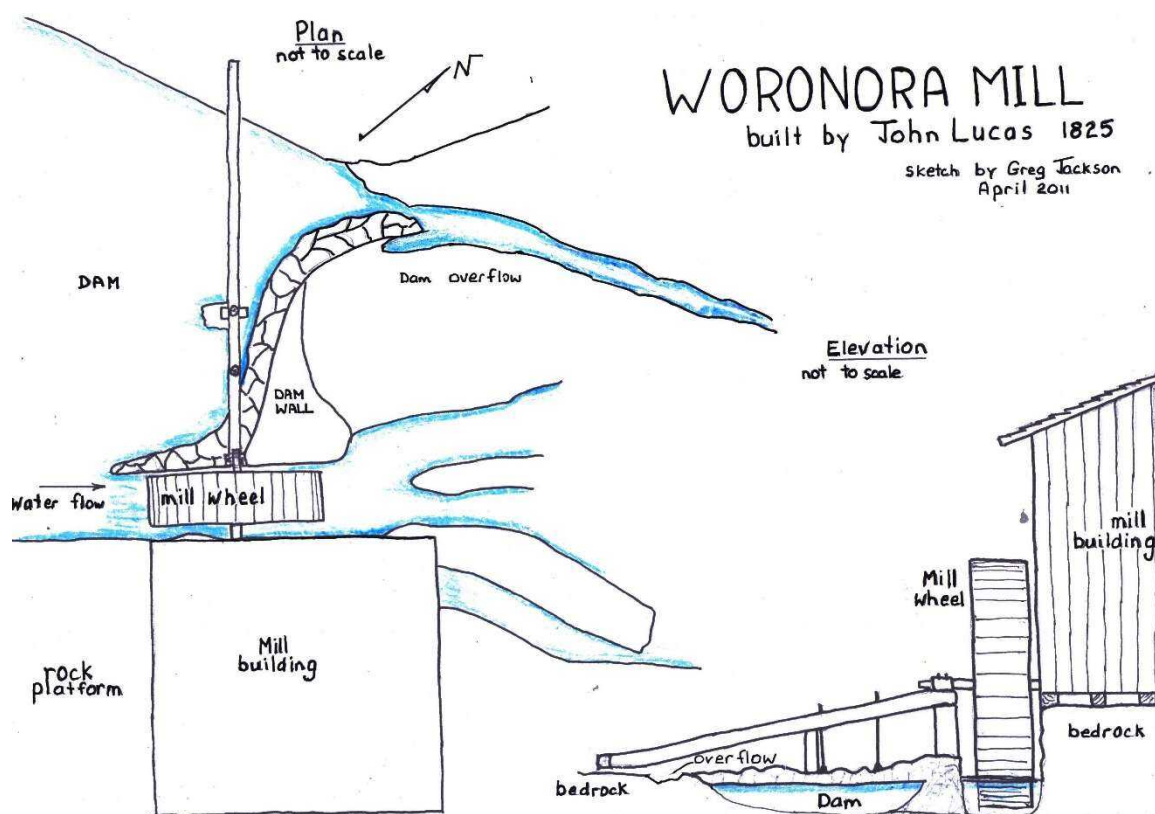 Plan
not to scale
N
WORONORA MILL
built by John Lucas 1825
sketch by Greg Jackson
April 2011
DAM
Dam overflow
DAM
WALL
Elevation
not to scale
Water flow
mill wheel
Mill
building
rock
platform
mill
building
Mill
Wheel
overflow
bedrock
Dam
bedrock